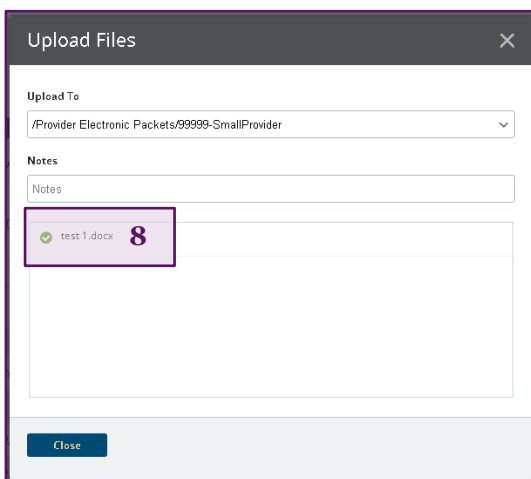 Upload Files
Upload To
/Provider Electronic Packets/99999-SmallProvider
Notes
Notes
test 1.docx 8
Close